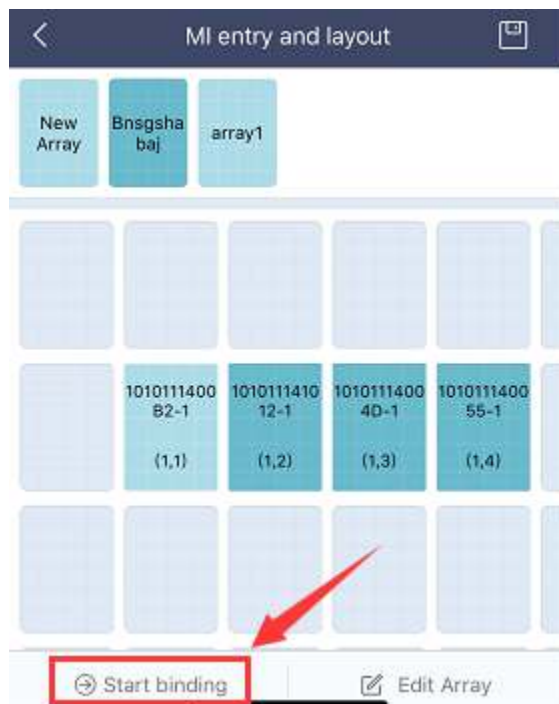 MI entry and layout
New
Array
Bnsgsha
baj
array1
1010111400
B2-1
(1,1)
1010111410
12-1
(1,2)
1010111400
4D-1
(1,3)
1010111400
55-1
(1,4)
Start binding
Edit Array